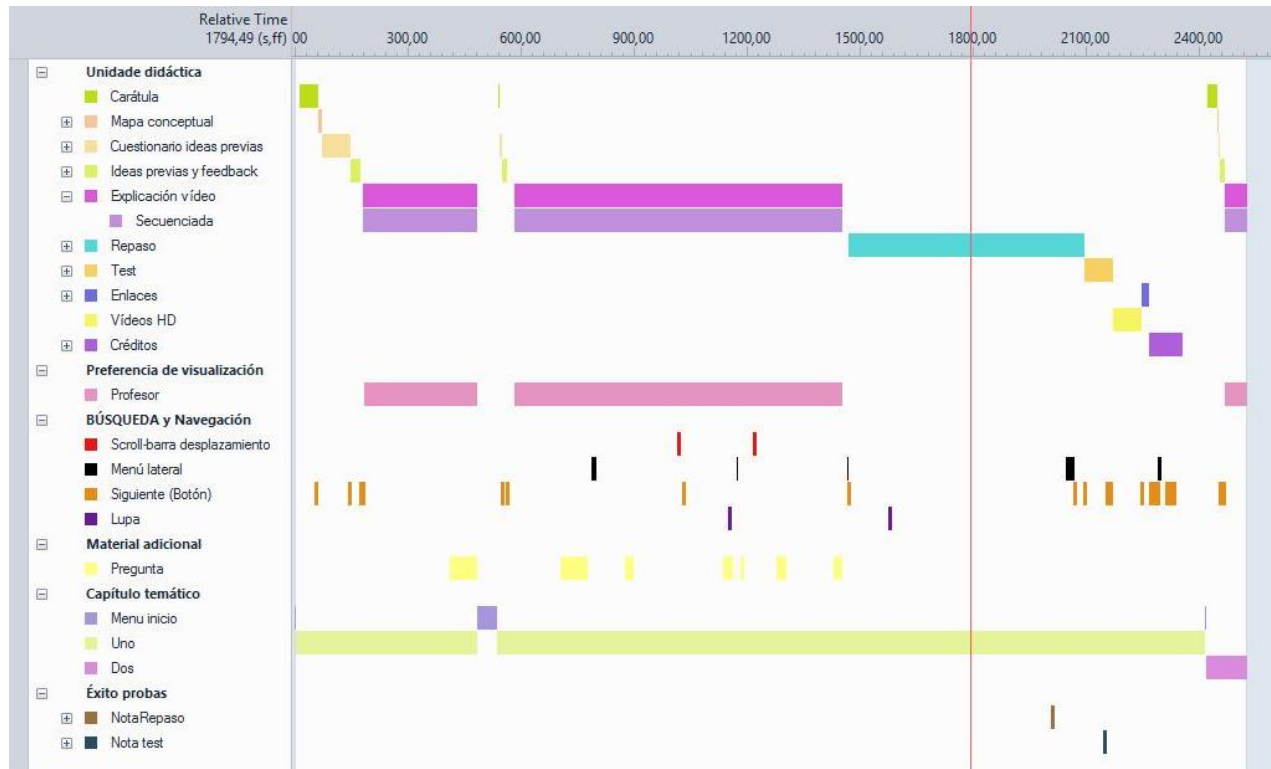 Relative Time
1794,49 (s,ff) 00 300,00 600,00 900,00 1200,00 1500,00 1800,00 2100,00 2400,00
Unidade didáctica
Carátula
Mapa conceptual
Cuestionario ideas previas
Ideas previas y feedback
Explicación vídeo
Secuenciada
Repaso
Test
Enlaces
Vídeos HD
Créditos
Preferencia de visualización
Profesor
BÚSQUEDA y Navegación
Scroll-barra desplazamiento
Menú lateral
Siguiente (Botón)
Lupa
Material adicional
Pregunta
Capítulo temático
Menu inicio
Uno
Dos
Éxito probas
NotaRepaso
Nota test